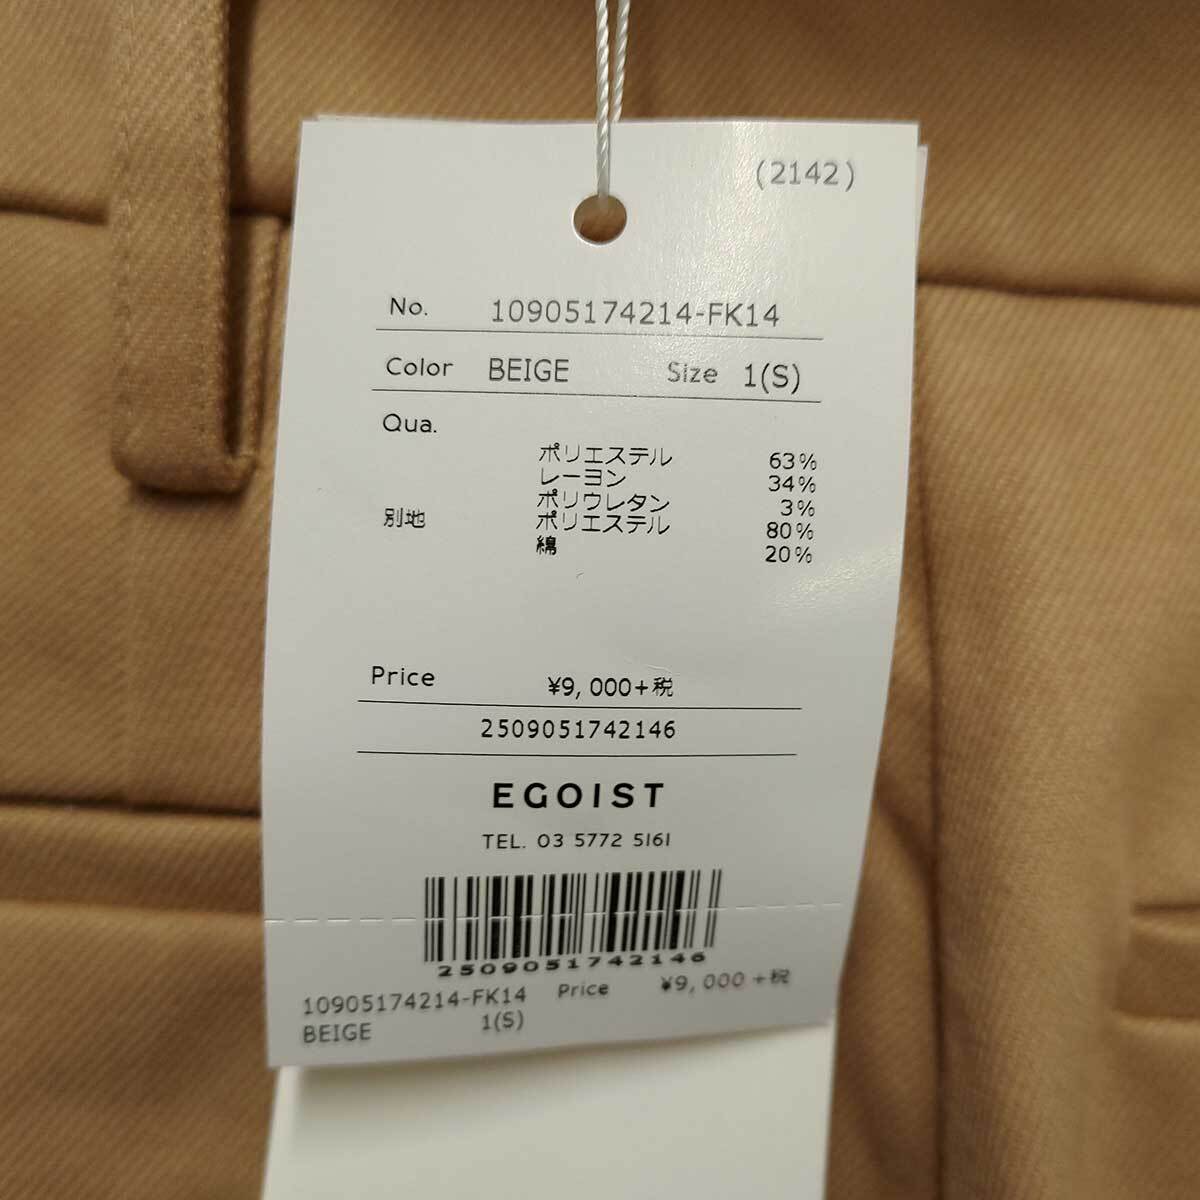 (2142)
No. 10905174214-FK14
Color BEIGE Size 1(S)
Qua.
ポリエステル 63%
レーヨン 34%
ポリウレタン 3%
別地 ポリエステル 80%
綿 20%
Price ¥9,000+税
2509051742146
EGOIST
TEL. 03 5772 5161
2509051742146
10905174214-FK14 Price ¥9,000+税
BEIGE 1(S)